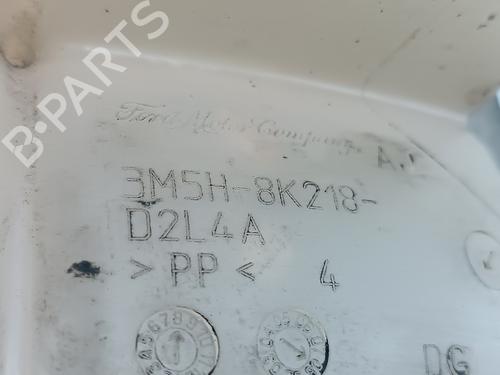 B-PARTS
Ford Motor Company
3M5H-8K218-
D2L4A
>PP< 4
DG